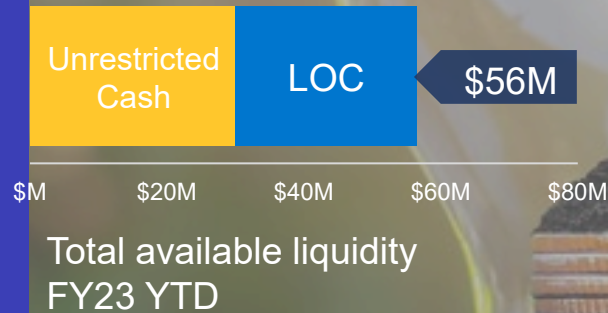 Unrestricted
Cash
LOC
$56M
$M $20M $40M $60M $80M
Total available liquidity
FY23 YTD